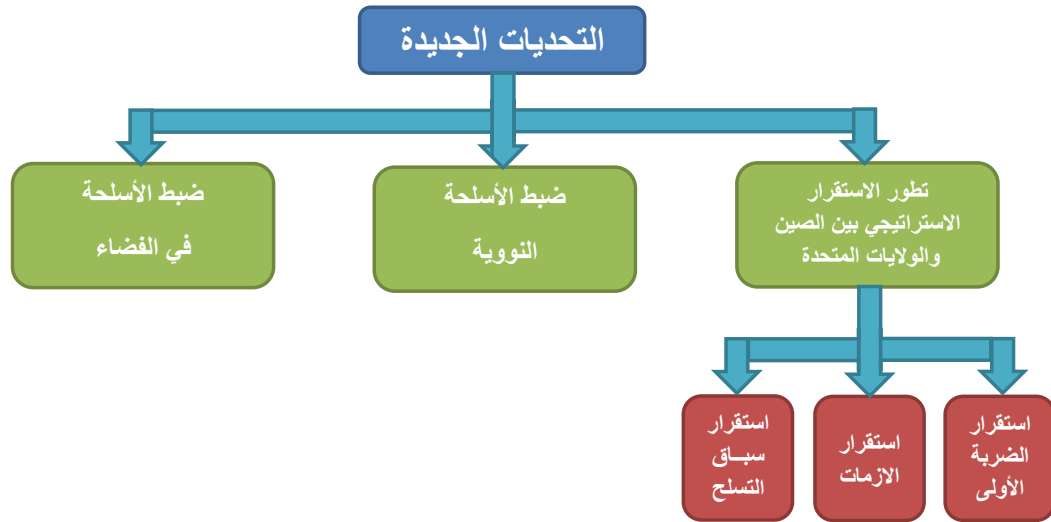 التحديات الجديدة
تطور الاستقرار
الاستراتيجي بين الصين
والولايات المتحدة
ضبط الأسلحة
النووية
ضبط الأسلحة
في الفضاء
استقرار
الضربة
الأولى
استقرار
الازمات
استقرار
سباق
التسلح